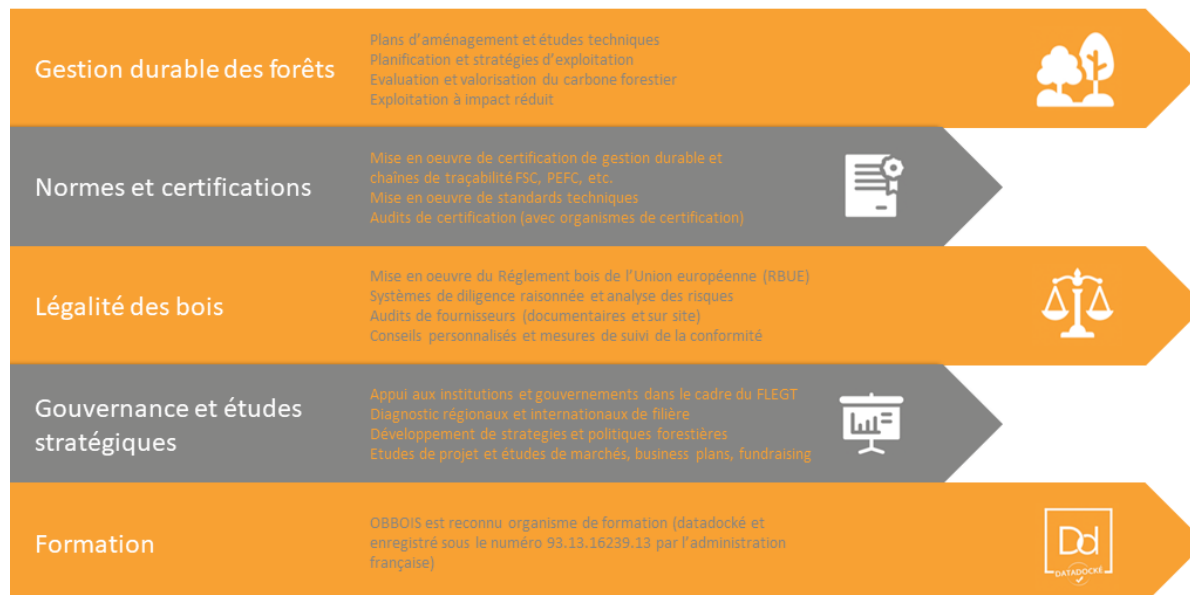 Gestion durable des forêts
Plans d'aménagement et études techniques
Planification et stratégies d'exploitation
Evaluation et valorisation du carbone forestier
Exploitation à impact réduit
Normes et certifications
Mise en oeuvre de certification de gestion durable et
chaînes de traçabilité FSC, PEFC, etc.
Mise en oeuvre de standards techniques
Audits de certification (avec organismes de certification)
Légalité des bois
Mise en oeuvre du Réglement bois de l'Union européenne (RBUE)
Systèmes de diligence raisonnée et analyse des risques
Audits de fournisseurs (documentaires et sur site)
Conseils personnalisés et mesures de suivi de la conformité
Gouvernance et études
stratégiques
Appui aux institutions et gouvernements dans le cadre du FLEGT
Diagnostic régionaux et internationaux de filière
Développement de strategies et politiques forestières
Etudes de projet et études de marchés, business plans, fundraising
Formation
OBBOIS est reconnu organisme de formation (datadocké et
enregistré sous le numéro 93.13.16239.13 par l'administration
française)
Dd
DATADOCKÉ